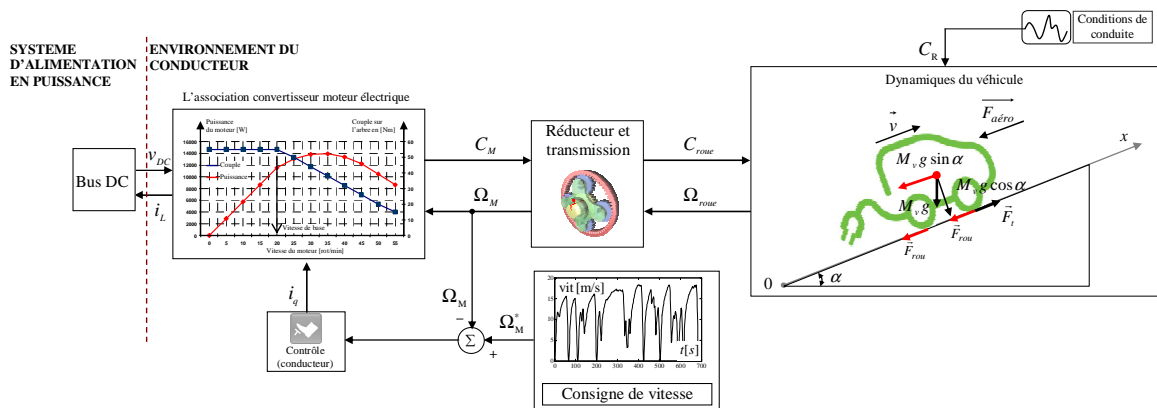 SYSTEME
D'ALIMENTATION
EN PUISSANCE
ENVIRONNEMENT DU
CONDUCTEUR
Conditions de
conduite
C_R
L'association convertisseur moteur électrique
Puissance
du moteur [W]
Couple sur
l'arbre en [Nm]
16000
14000
12000
10000
8000
6000
4000
2000
0
60
50
40
30
20
10
0
Couple
Puissance
Vitesse de base
0 5 10 15 20 25 30 35 40 45 50 55
Vitesse du moteur [rot/min]
Bus DC
v_DC
i_L
C_M
Ω_M
Réducteur et
transmission
C_roue
Ω_roue
Dynamiques du véhicule
v
F_aéro
x
M_v g sin α
M_v g cos α
M_v g
F_t
F_rou
F_rou
0
α
i_q
Contrôle
(conducteur)
Ω_M
−
Σ
+
Ω*_M
vit [m/s]
20
15
10
5
0
0 100 200 300 400 500 600 700
t[s]
Consigne de vitesse